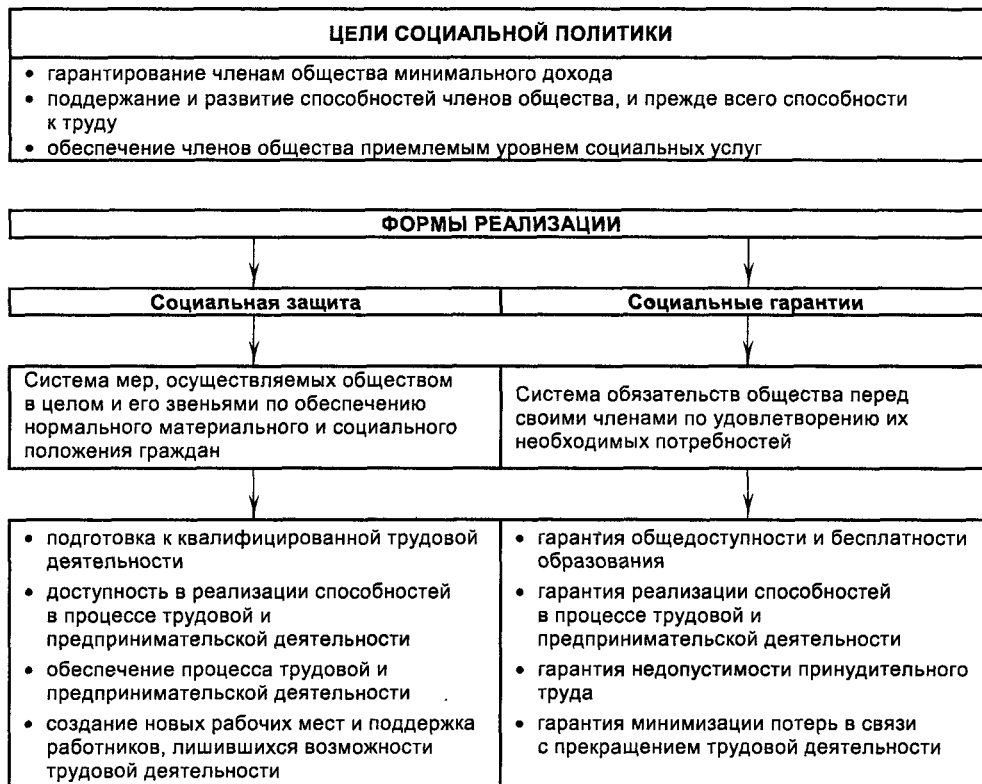 ЦЕЛИ СОЦИАЛЬНОЙ ПОЛИТИКИ
• гарантирование членам общества минимального дохода
• поддержание и развитие способностей членов общества, и прежде всего способности
к труду
• обеспечение членов общества приемлемым уровнем социальных услуг
ФОРМЫ РЕАЛИЗАЦИИ
Социальная защита
Социальные гарантии
Система мер, осуществляемых обществом
в целом и его звеньями по обеспечению
нормального материального и социального
положения граждан
Система обязательств общества перед
своими членами по удовлетворению их
необходимых потребностей
• подготовка к квалифицированной трудовой
деятельности
• доступность в реализации способностей
в процессе трудовой и
предпринимательской деятельности
• обеспечение процесса трудовой и
предпринимательской деятельности
• создание новых рабочих мест и поддержка
работников, лишившихся возможности
трудовой деятельности
• гарантия общедоступности и бесплатности
образования
• гарантия реализации способностей
в процессе трудовой и
предпринимательской деятельности
• гарантия недопустимости принудительного
труда
• гарантия минимизации потерь в связи
с прекращением трудовой деятельности